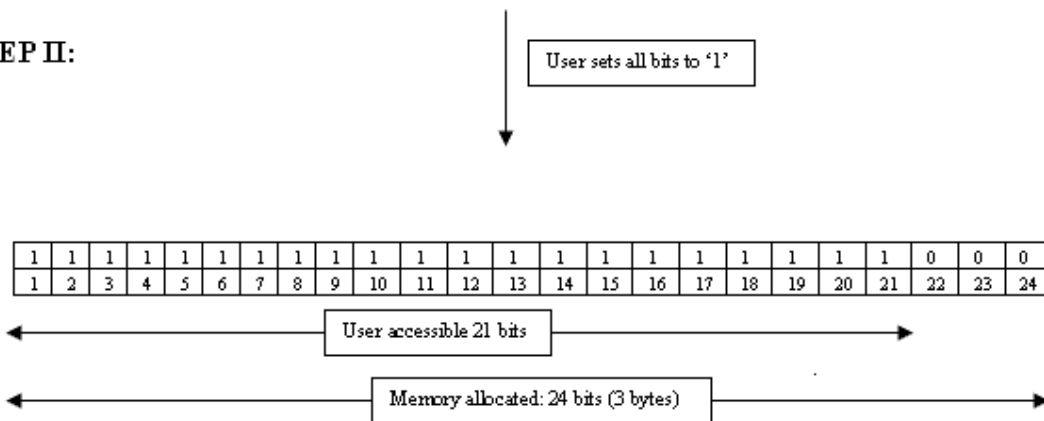 EP II:
User sets all bits to ‘1’
1 1 1 1 1 1 1 1 1 1 1 1 1 1 1 1 1 1 1 1 1 0 0 0
1 2 3 4 5 6 7 8 9 10 11 12 13 14 15 16 17 18 19 20 21 22 23 24
User accessible 21 bits
Memory allocated: 24 bits (3 bytes)